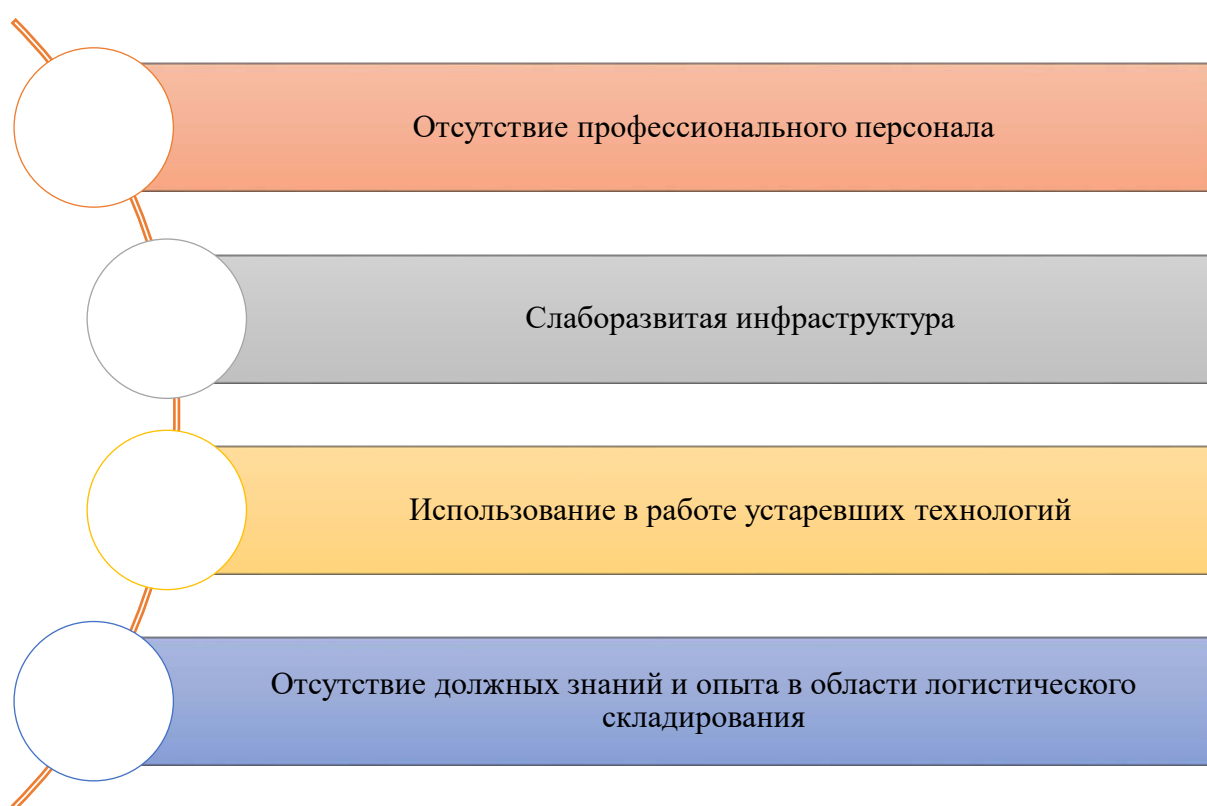 Отсутствие профессионального персонала
Слаборазвитая инфраструктура
Использование в работе устаревших технологий
Отсутствие должных знаний и опыта в области логистического
складирования